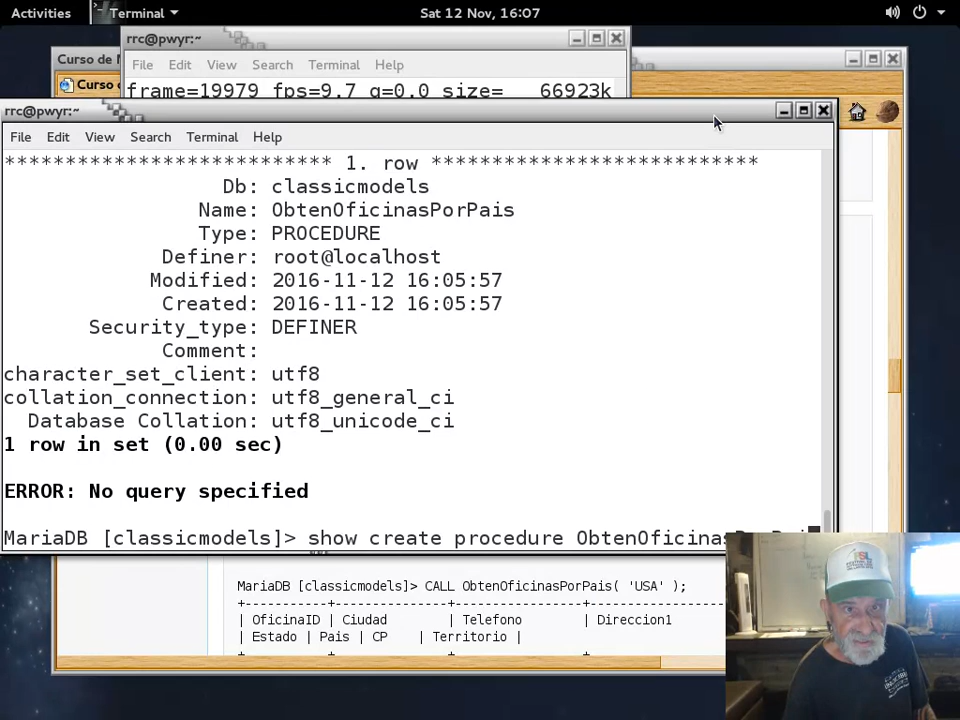 Activities
Terminal
Sat 12 Nov, 16:07
rrc@pwyr:~
Curso de
File Edit View Search Terminal Help
Curso
frame=19979 fps=9.7 q=0.0 size= 66923k
rrc@pwyr:~
File Edit View Search Terminal Help
*************************** 1. row ***************************
Db: classicmodels
Name: ObtenOficinasPorPais
Type: PROCEDURE
Definer: root@localhost
Modified: 2016-11-12 16:05:57
Created: 2016-11-12 16:05:57
Security_type: DEFINER
Comment:
character_set_client: utf8
collation_connection: utf8_general_ci
Database Collation: utf8_unicode_ci
1 row in set (0.00 sec)
ERROR: No query specified
MariaDB [classicmodels]> show create procedure ObtenOficinas
MariaDB [classicmodels]> CALL ObtenOficinasPorPais( 'USA' );
+-----------+--------------+----------------+--------------
| OficinaID | Ciudad | Telefono | Direccion1
| Estado | Pais | CP | Territorio |